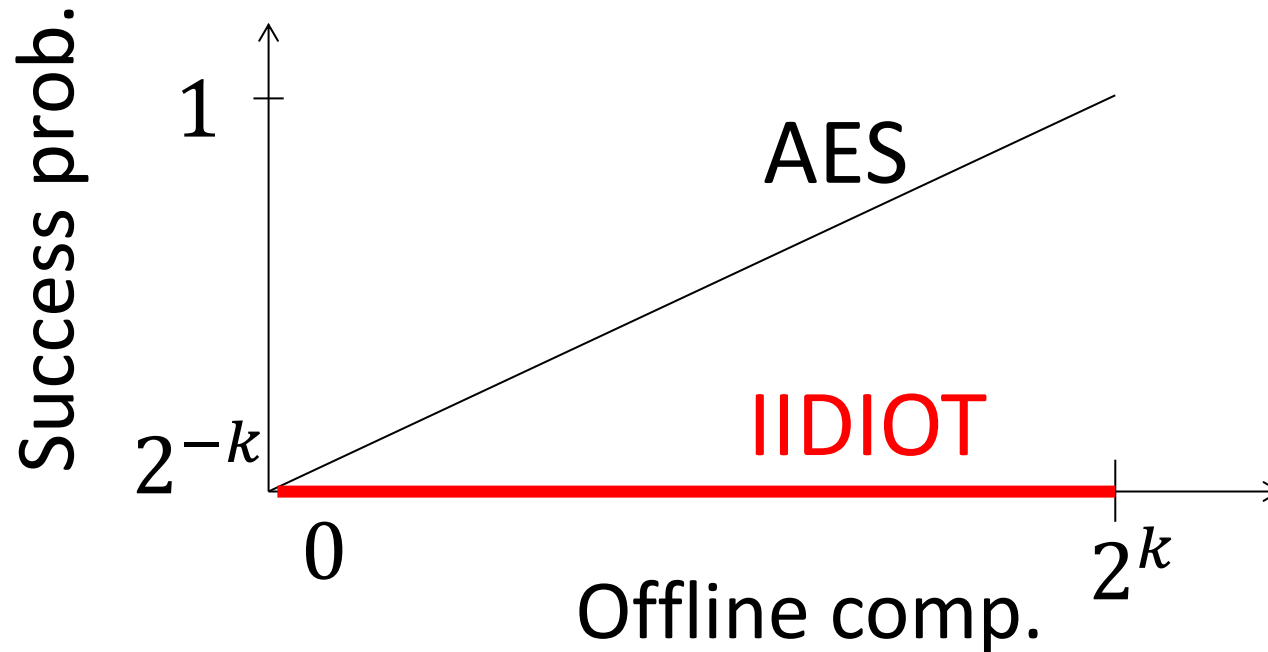 Success prob.
1
AES
IIDIOT
2^{-k}
0
2^k
Offline comp.